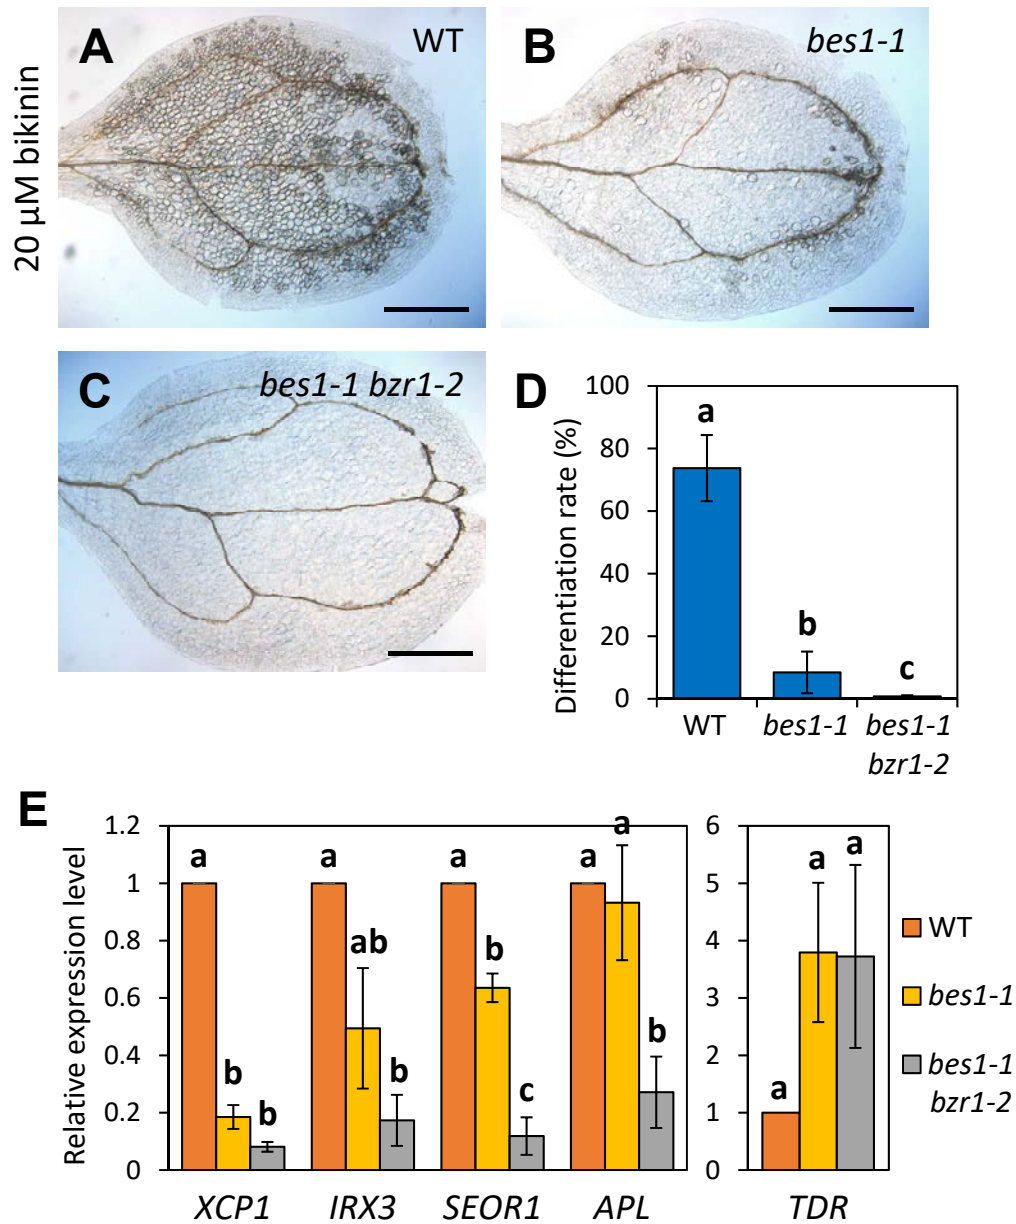 A
WT
B
bes1-1
20 µM bikinin
C
bes1-1 bzr1-2
D
Differentiation rate (%)
100
80
60
40
20
0
a
b
c
WT
bes1-1
bes1-1
bzr1-2
E
Relative expression level
1.2
1
0.8
0.6
0.4
0.2
0
a
b
b
a
ab
b
a
b
c
a
a
b
XCP1
IRX3
SEOR1
APL
6
5
4
3
2
1
0
a
a
a
TDR
WT
bes1-1
bes1-1
bzr1-2